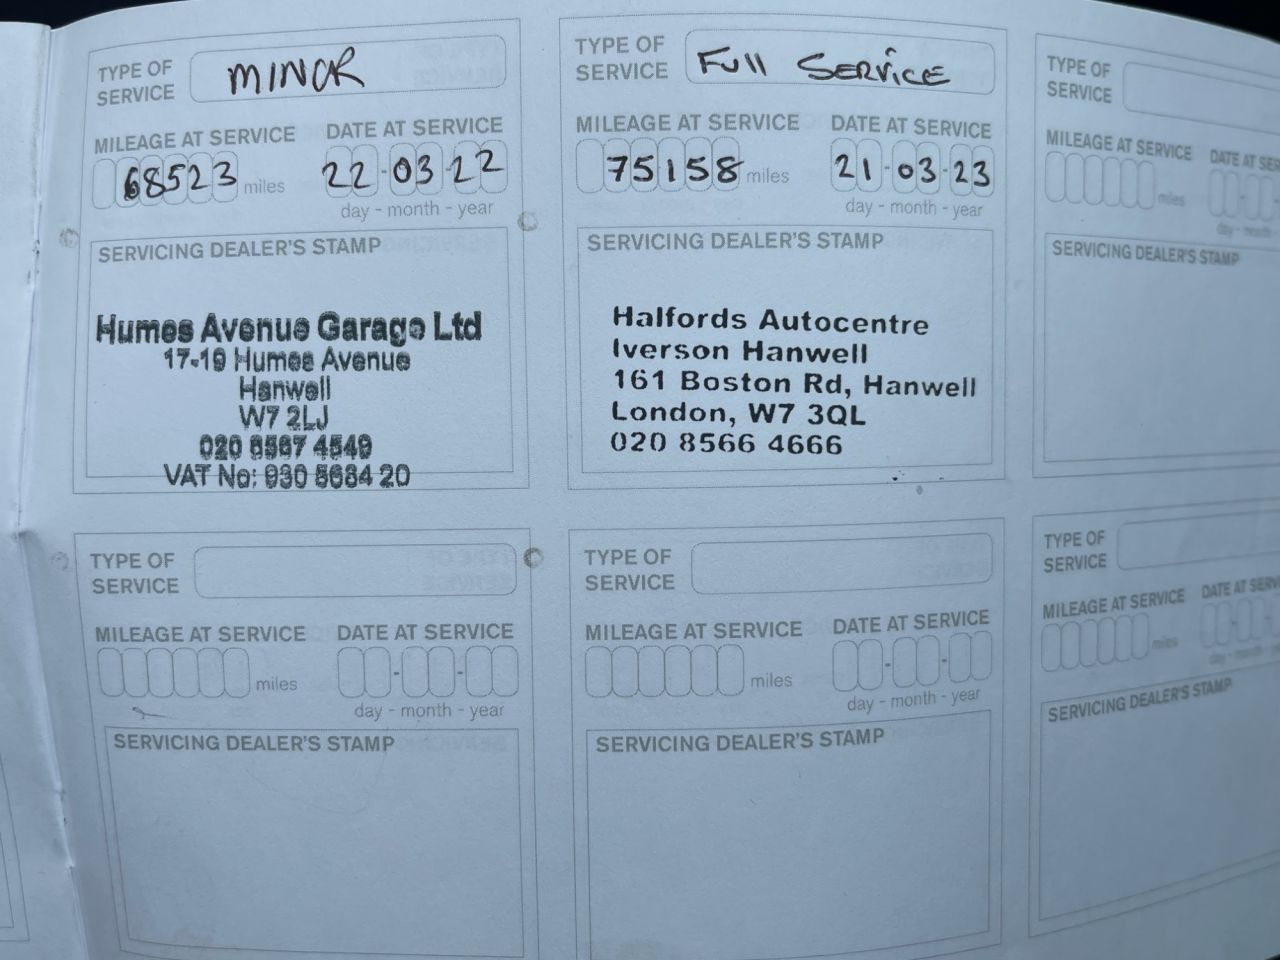 TYPE OF
SERVICE
MINOR
MILEAGE AT SERVICE
DATE AT SERVICE
68523 miles
22-03-22
day - month - year
SERVICING DEALER'S STAMP
Humes Avenue Garage Ltd
17-19 Humes Avenue
Hanwell
W7 2LJ
020 8567 4549
VAT No: 930 5684 20
TYPE OF
SERVICE
Full Service
MILEAGE AT SERVICE
DATE AT SERVICE
75158 miles
21-03-23
day - month - year
SERVICING DEALER'S STAMP
Halfords Autocentre
Iverson Hanwell
161 Boston Rd, Hanwell
London, W7 3QL
020 8566 4666
TYPE OF
SERVICE
MILEAGE AT SERVICE
DATE AT
miles
day - month
SERVICING DEALER'S STAMP
TYPE OF
SERVICE
MILEAGE AT SERVICE
DATE AT SERVICE
miles
day - month - year
SERVICING DEALER'S STAMP
TYPE OF
SERVICE
MILEAGE AT SERVICE
DATE AT SERVICE
miles
day - month - year
SERVICING DEALER'S STAMP
TYPE OF
SERVICE
MILEAGE AT SERVICE
DATE AT
miles
day - month
SERVICING DEALER'S STAMP